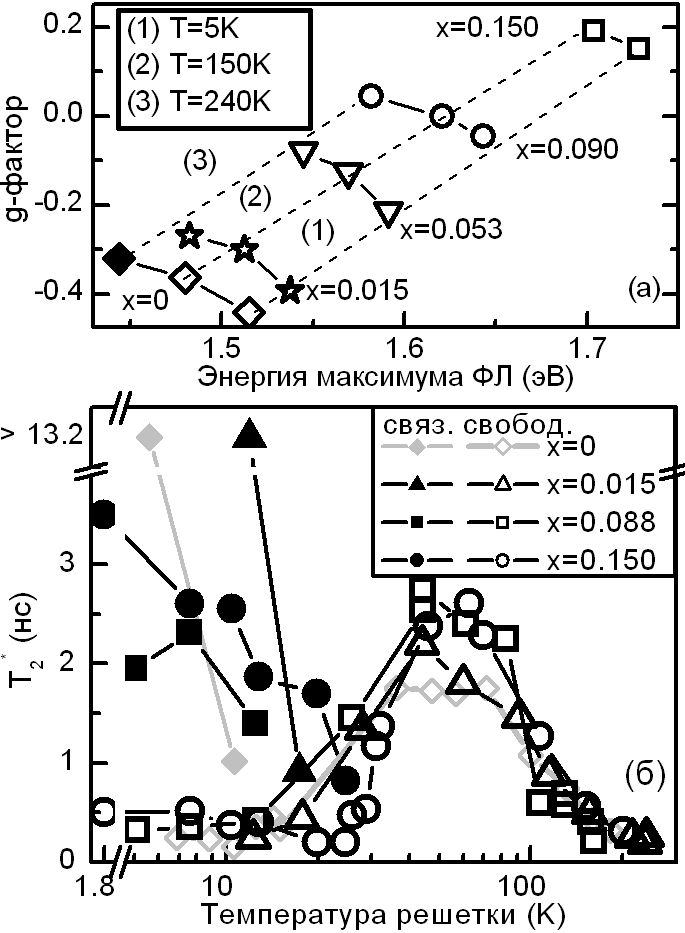 0.2
0.0
-0.2
-0.4
g-фактор
(1) T=5K
(2) T=150K
(3) T=240K
x=0.150
x=0.090
x=0.053
x=0.015
x=0
(3)
(2)
(1)
(а)
1.5 1.6 1.7
Энергия максимума ФЛ (эВ)
> 13.2
3
2
1
0
T2* (нс)
связ. свобод.
x=0
x=0.015
x=0.088
x=0.150
(б)
1.8 10 100
Температура решетки (К)